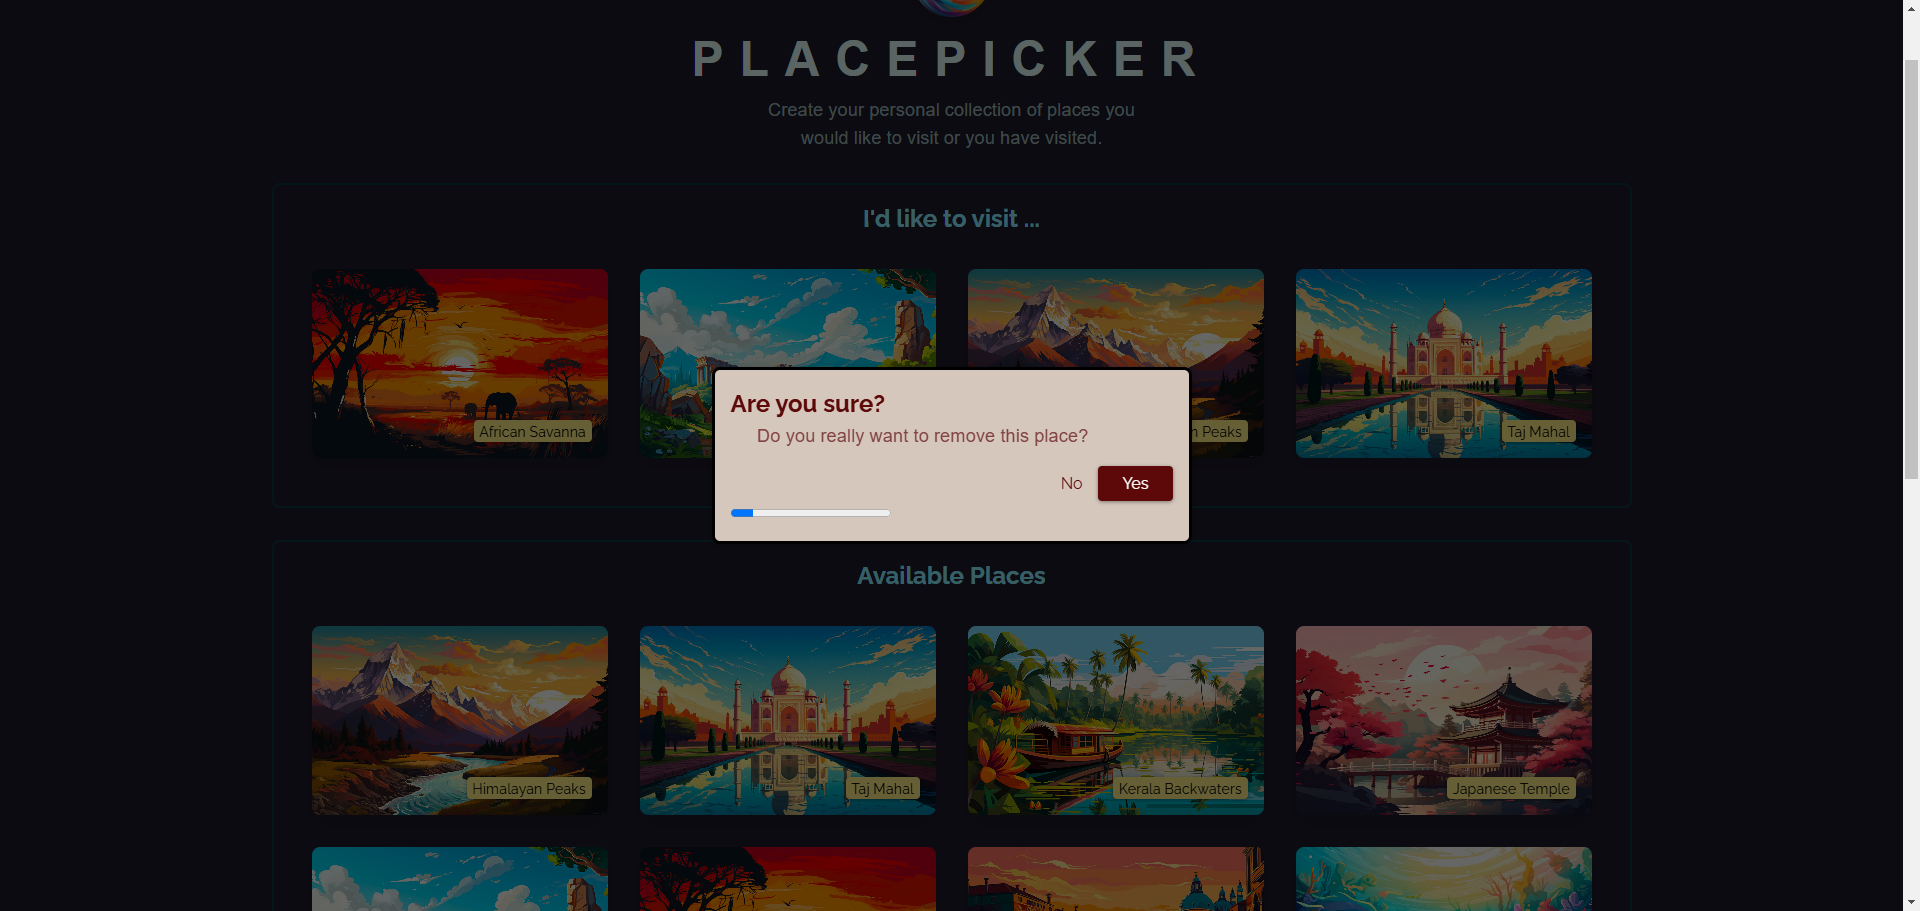 PLACEPICKER
Create your personal collection of places you
would like to visit or you have visited.
I'd like to visit ...
African Savanna
n Peaks
Taj Mahal
Are you sure?
Do you really want to remove this place?
No
Yes
Available Places
Himalayan Peaks
Taj Mahal
Kerala Backwaters
Japanese Temple